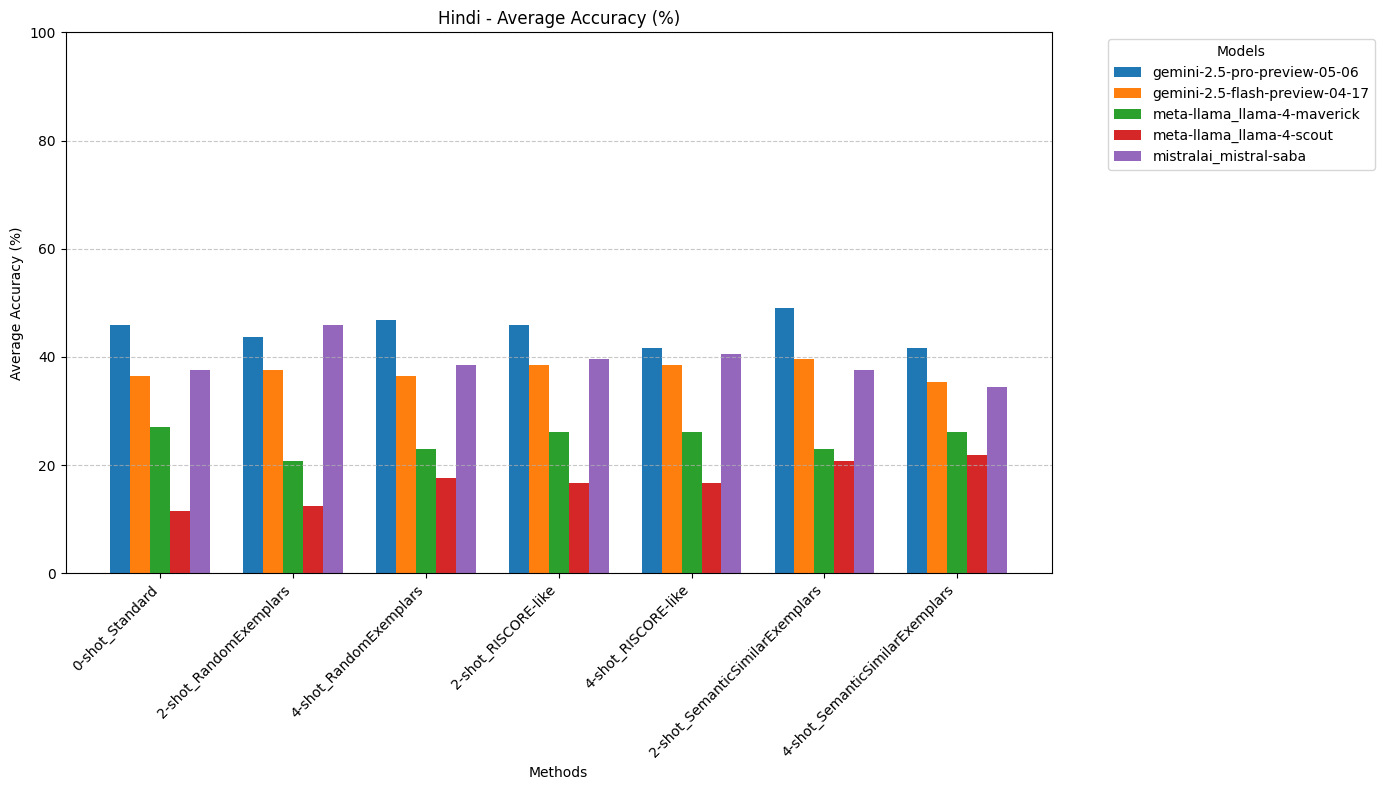 Hindi - Average Accuracy (%)
Average Accuracy (%)
100
80
60
40
20
0
0-shot_Standard
2-shot_RandomExemplars
4-shot_RandomExemplars
2-shot_RISCORE-like
4-shot_RISCORE-like
2-shot_SemanticSimilarExemplars
4-shot_SemanticSimilarExemplars
Methods
Models
gemini-2.5-pro-preview-05-06
gemini-2.5-flash-preview-04-17
meta-llama_llama-4-maverick
meta-llama_llama-4-scout
mistralai_mistral-saba